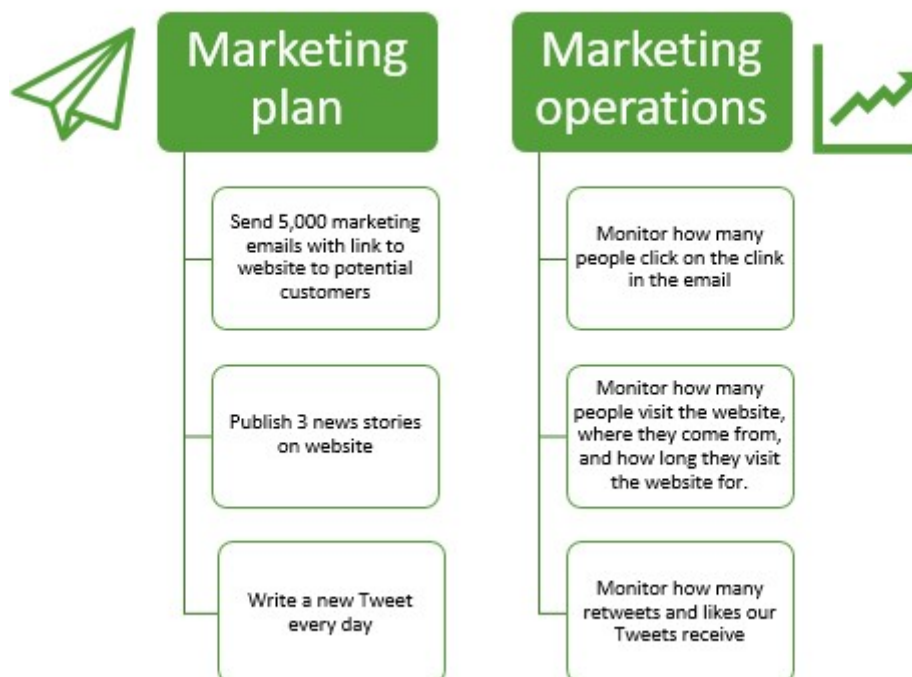 Marketing
plan
Send 5,000 marketing
emails with link to
website to potential
customers
Publish 3 news stories
on website
Write a new Tweet
every day
Marketing
operations
Monitor how many
people click on the clink
in the email
Monitor how many
people visit the website,
where they come from,
and how long they visit
the website for.
Monitor how many
retweets and likes our
Tweets receive